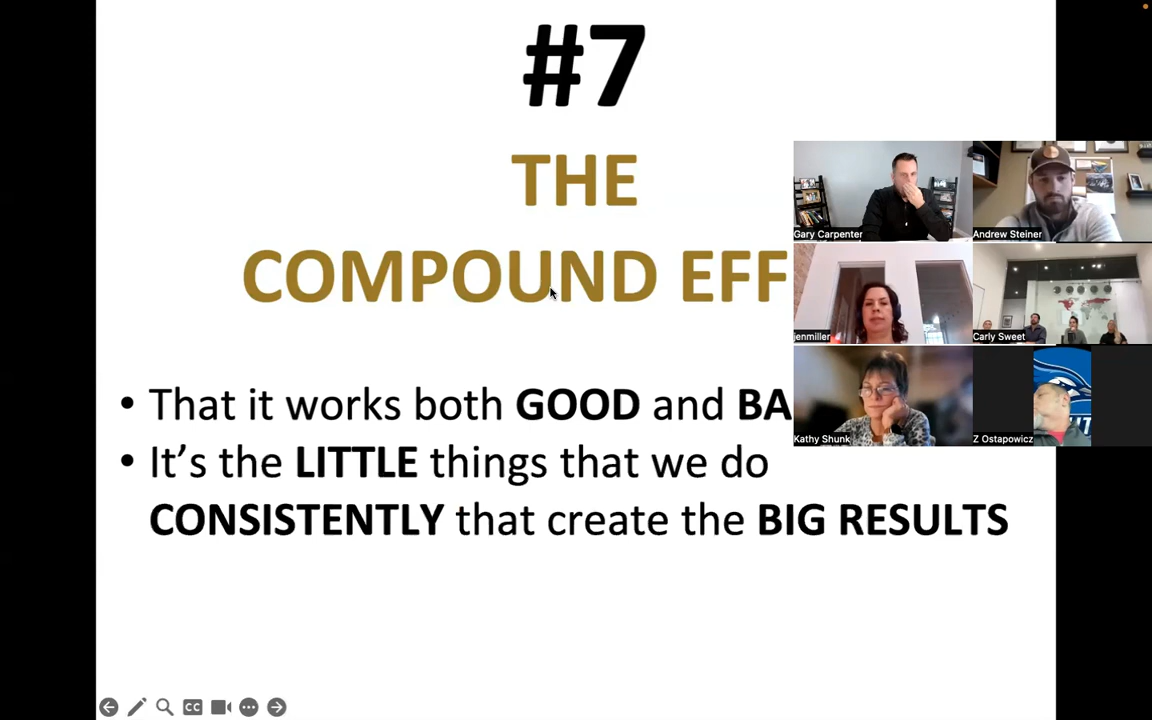 #7
THE
COMPOUND EFF
• That it works both GOOD and BA
• It’s the LITTLE things that we do
CONSISTENTLY that create the BIG RESULTS
Gary Carpenter
Andrew Steiner
jenmiller
Carly Sweet
Kathy Shunk
Z Ostapowicz
CC